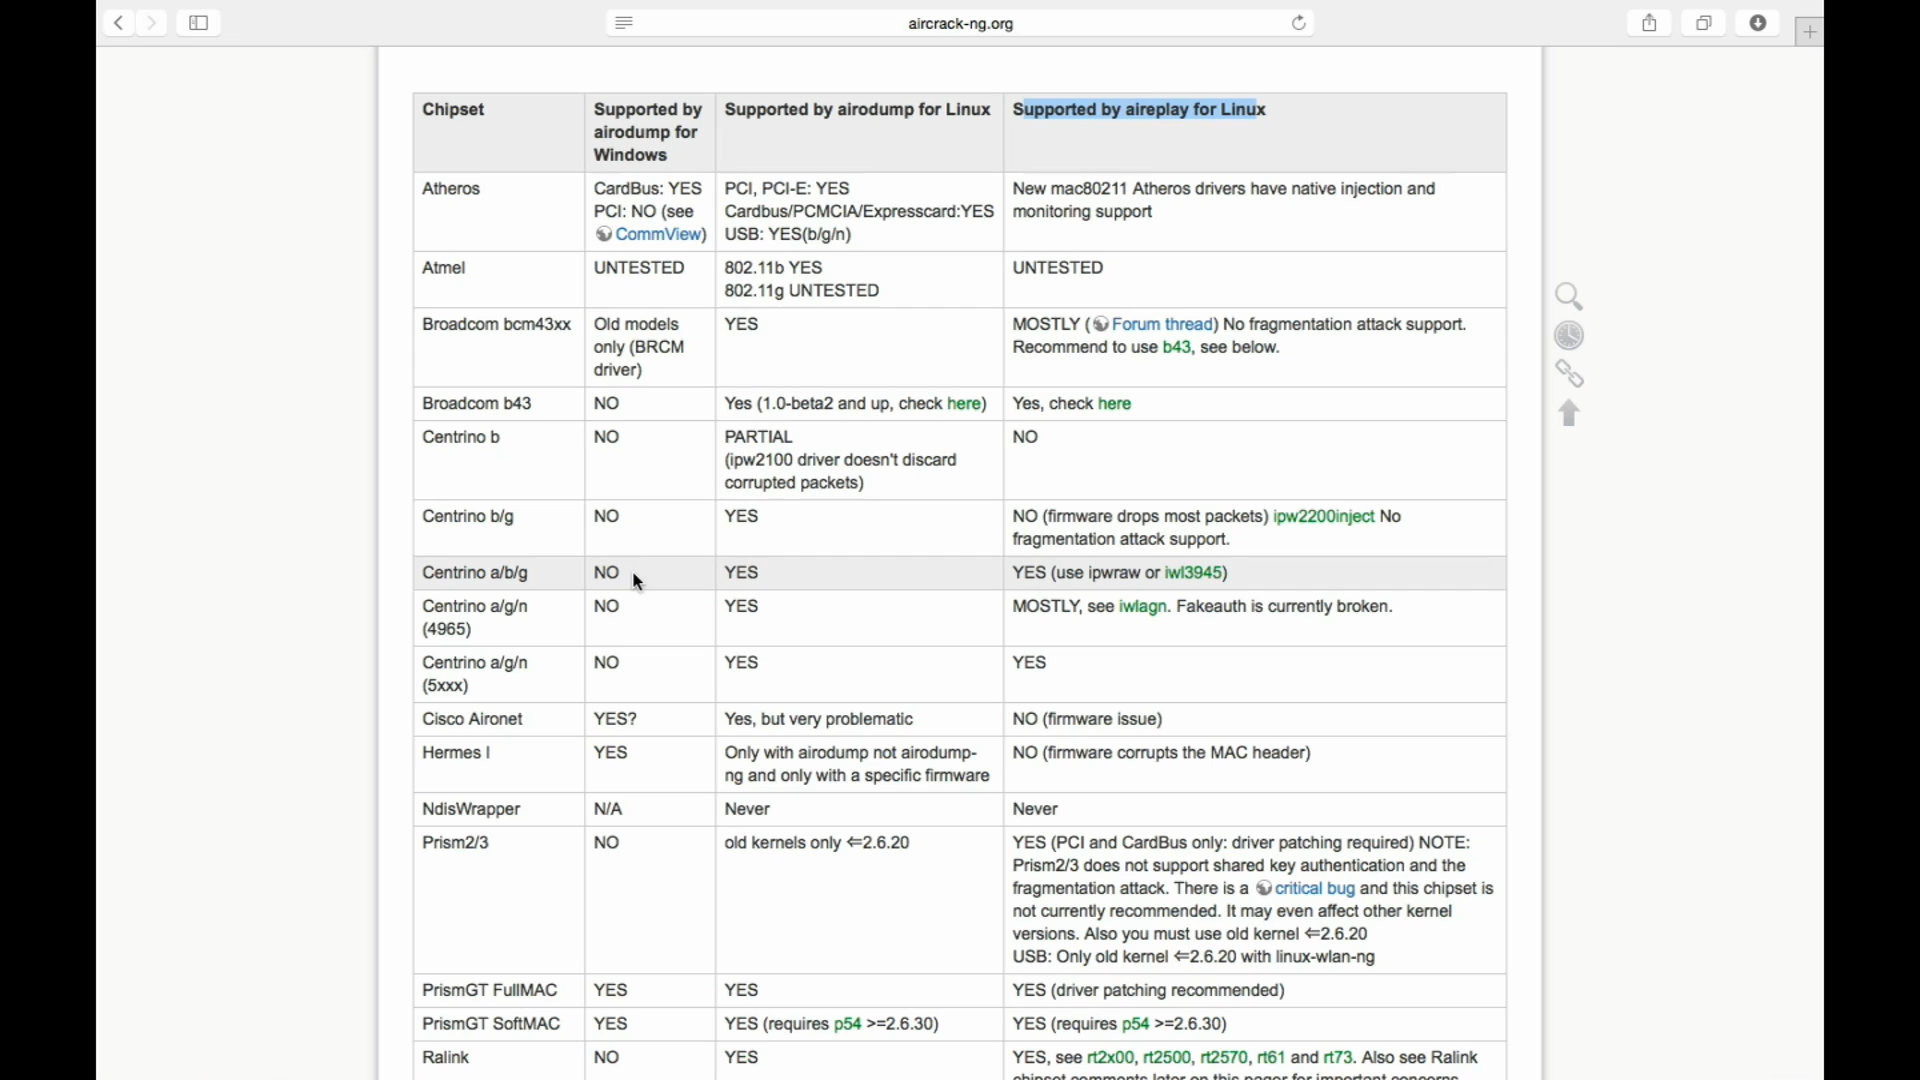 aircrack-ng.org
Chipset
Supported by
airodump for
Windows
Supported by airodump for Linux
Supported by aireplay for Linux
Atheros
CardBus: YES
PCI: NO (see
CommView)
PCI, PCI-E: YES
Cardbus/PCMCIA/Expresscard:YES
USB: YES(b/g/n)
New mac80211 Atheros drivers have native injection and
monitoring support
Atmel
UNTESTED
802.11b YES
802.11g UNTESTED
UNTESTED
Broadcom bcm43xx
Old models
only (BRCM
driver)
YES
MOSTLY (Forum thread) No fragmentation attack support.
Recommend to use b43, see below.
Broadcom b43
NO
Yes (1.0-beta2 and up, check here)
Yes, check here
Centrino b
NO
PARTIAL
(ipw2100 driver doesn't discard
corrupted packets)
NO
Centrino b/g
NO
YES
NO (firmware drops most packets) ipw2200inject No
fragmentation attack support.
Centrino a/b/g
NO
YES
YES (use ipwraw or iwl3945)
Centrino a/g/n
(4965)
NO
YES
MOSTLY, see iwlagn. Fakeauth is currently broken.
Centrino a/g/n
(5xxx)
NO
YES
YES
Cisco Aironet
YES?
Yes, but very problematic
NO (firmware issue)
Hermes I
YES
Only with airodump not airodump-
ng and only with a specific firmware
NO (firmware corrupts the MAC header)
NdisWrapper
N/A
Never
Never
Prism2/3
NO
old kernels only ⇐2.6.20
YES (PCI and CardBus only: driver patching required) NOTE:
Prism2/3 does not support shared key authentication and the
fragmentation attack. There is a critical bug and this chipset is
not currently recommended. It may even affect other kernel
versions. Also you must use old kernel ⇐2.6.20
USB: Only old kernel ⇐2.6.20 with linux-wlan-ng
PrismGT FullMAC
YES
YES
YES (driver patching recommended)
PrismGT SoftMAC
YES
YES (requires p54 >=2.6.30)
YES (requires p54 >=2.6.30)
Ralink
NO
YES
YES, see rt2x00, rt2500, rt2570, rt61 and rt73. Also see Ralink
chipset comments later on this pager for important concerns.